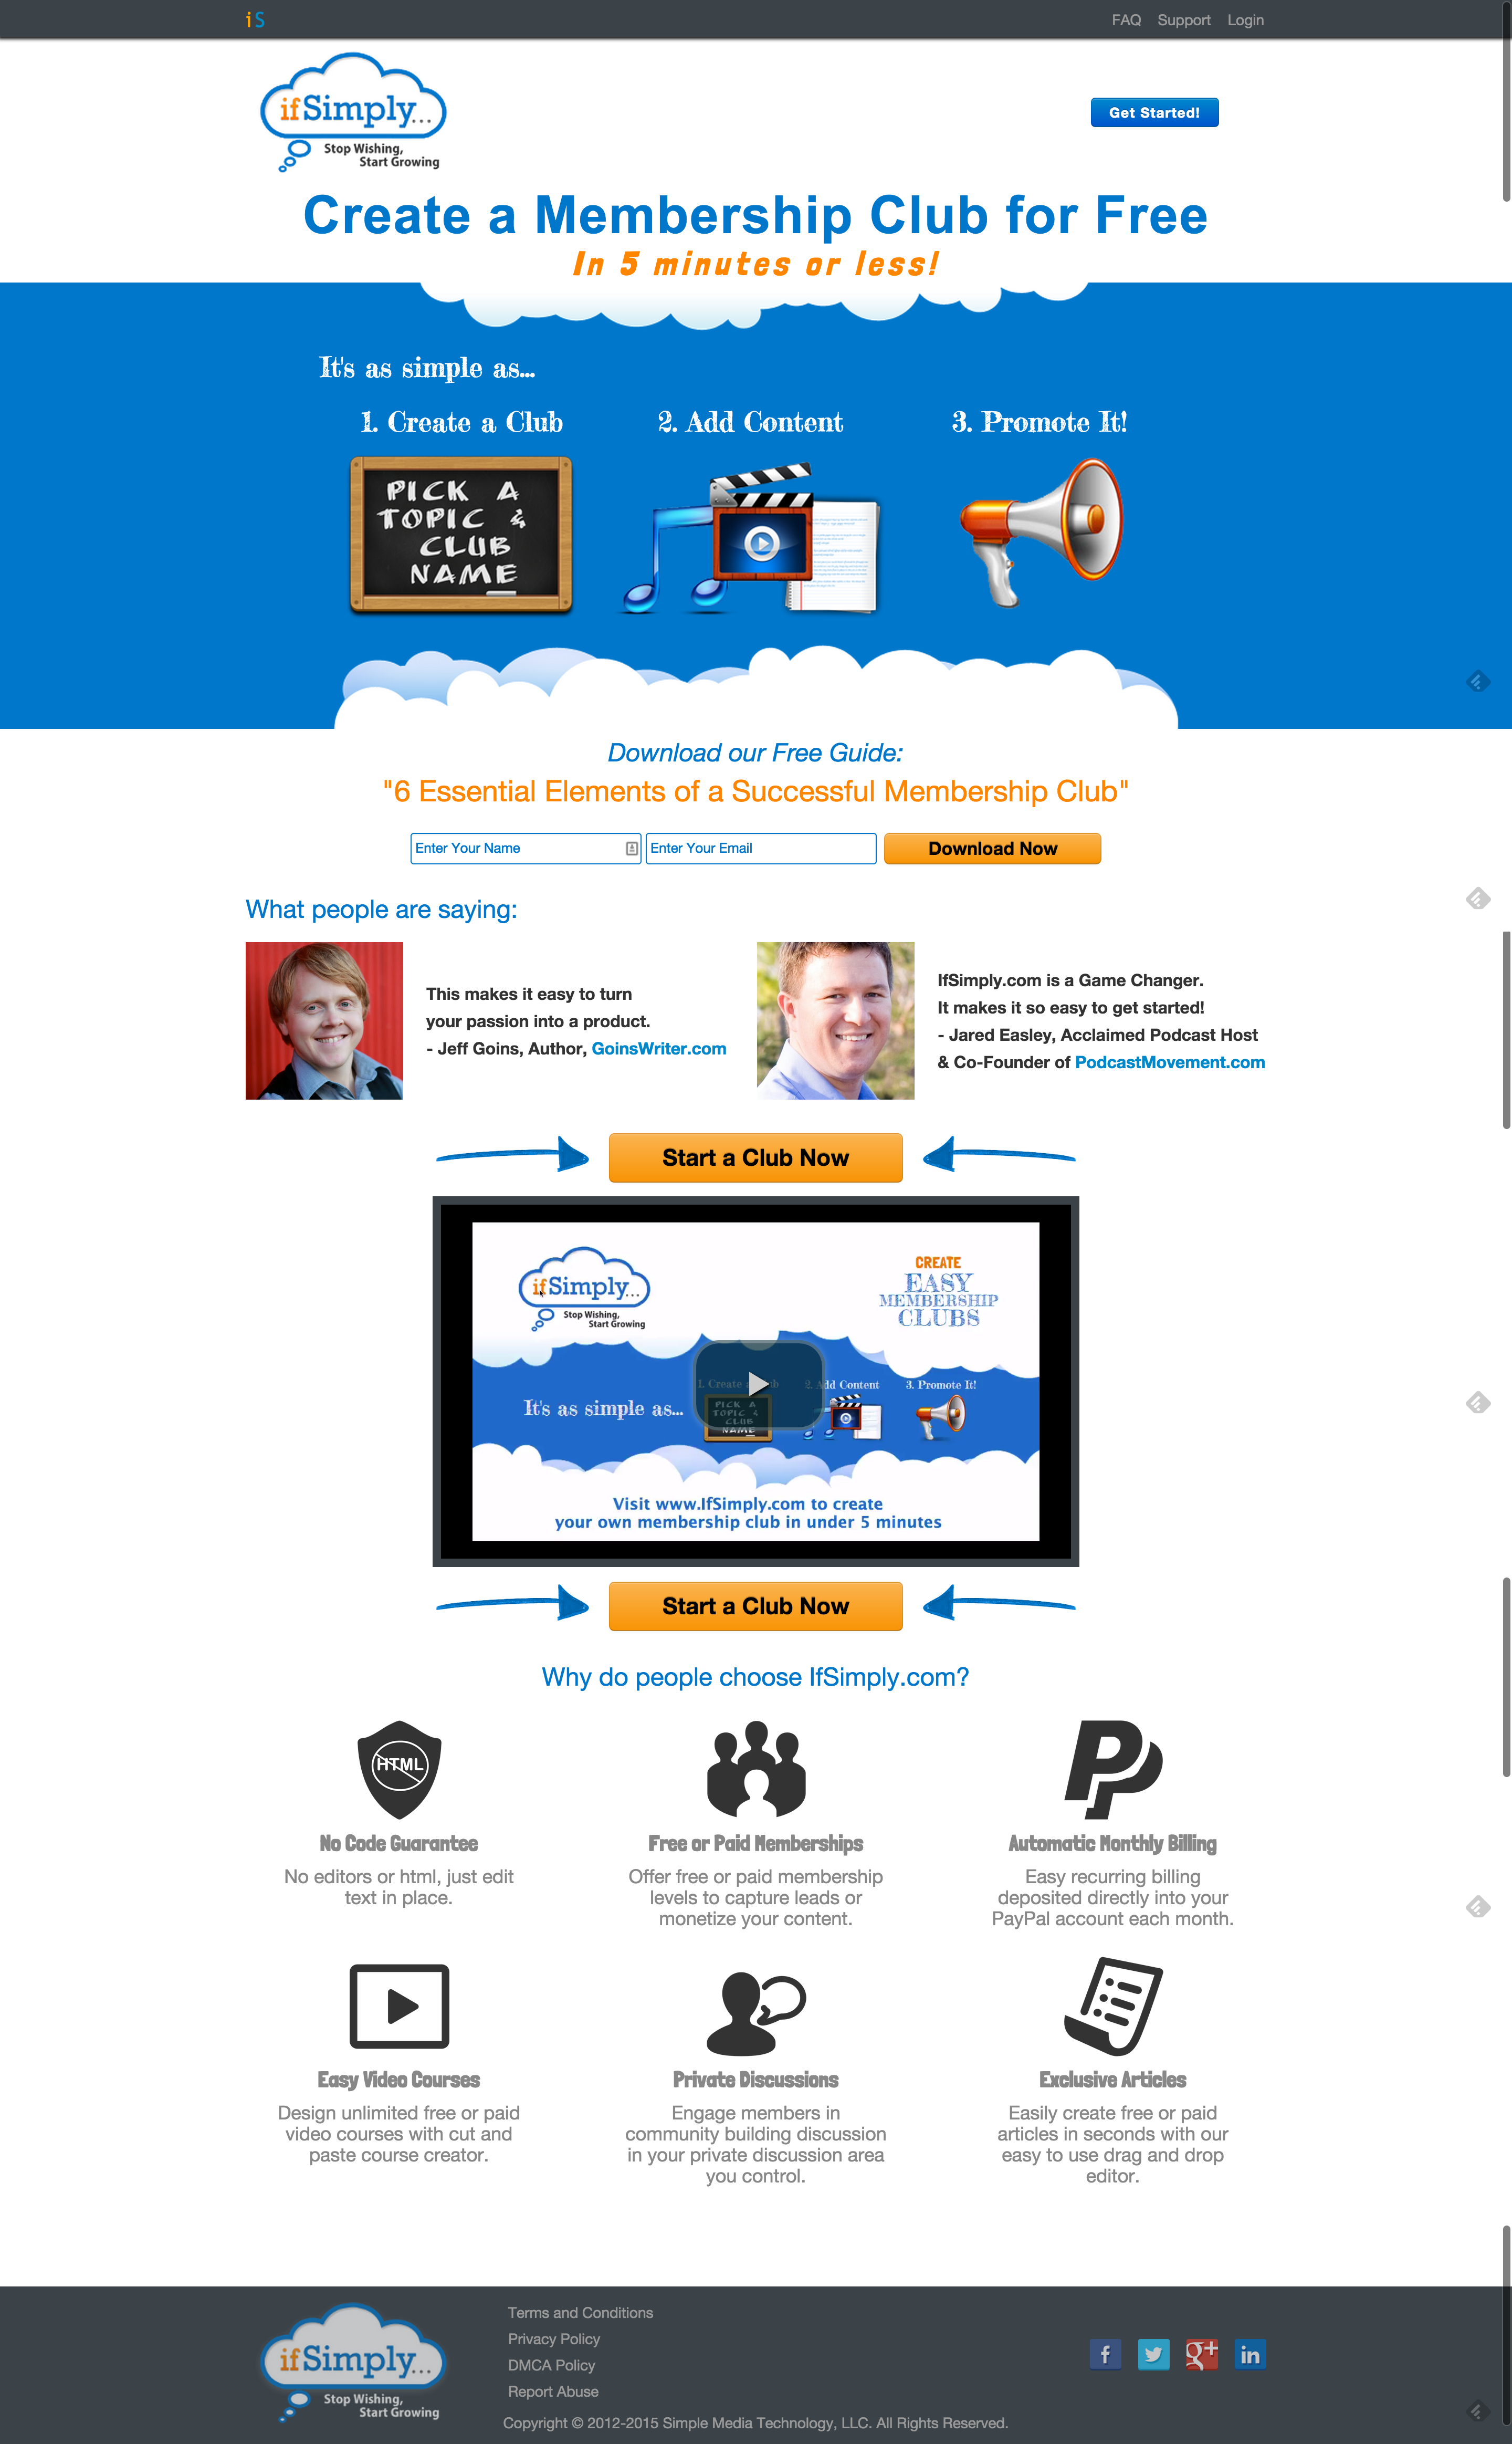 iS
FAQ Support Login
ifSimply...
Stop Wishing,
Start Growing
Get Started!
Create a Membership Club for Free
In 5 minutes or less!
It's as simple as...
1. Create a Club
2. Add Content
3. Promote It!
PICK A
TOPIC &
CLUB
NAME
Download our Free Guide:
"6 Essential Elements of a Successful Membership Club"
Enter Your Name
Enter Your Email
Download Now
What people are saying:
This makes it easy to turn
your passion into a product.
- Jeff Goins, Author, GoinsWriter.com
IfSimply.com is a Game Changer.
It makes it so easy to get started!
- Jared Easley, Acclaimed Podcast Host
& Co-Founder of PodcastMovement.com
Start a Club Now
ifSimply...
Stop Wishing,
Start Growing
CREATE
EASY
MEMBERSHIP
CLUBS
It's as simple as...
1. Create a Club
2. Add Content
3. Promote It!
PICK A
TOPIC &
CLUB
NAME
Visit www.IfSimply.com to create
your own membership club in under 5 minutes
Start a Club Now
Why do people choose IfSimply.com?
HTML
No Code Guarantee
No editors or html, just edit
text in place.
Free or Paid Memberships
Offer free or paid membership
levels to capture leads or
monetize your content.
Automatic Monthly Billing
Easy recurring billing
deposited directly into your
PayPal account each month.
Easy Video Courses
Design unlimited free or paid
video courses with cut and
paste course creator.
Private Discussions
Engage members in
community building discussion
in your private discussion area
you control.
Exclusive Articles
Easily create free or paid
articles in seconds with our
easy to use drag and drop
editor.
ifSimply...
Stop Wishing,
Start Growing
Terms and Conditions
Privacy Policy
DMCA Policy
Report Abuse
Copyright © 2012-2015 Simple Media Technology, LLC. All Rights Reserved.
f
g+
in